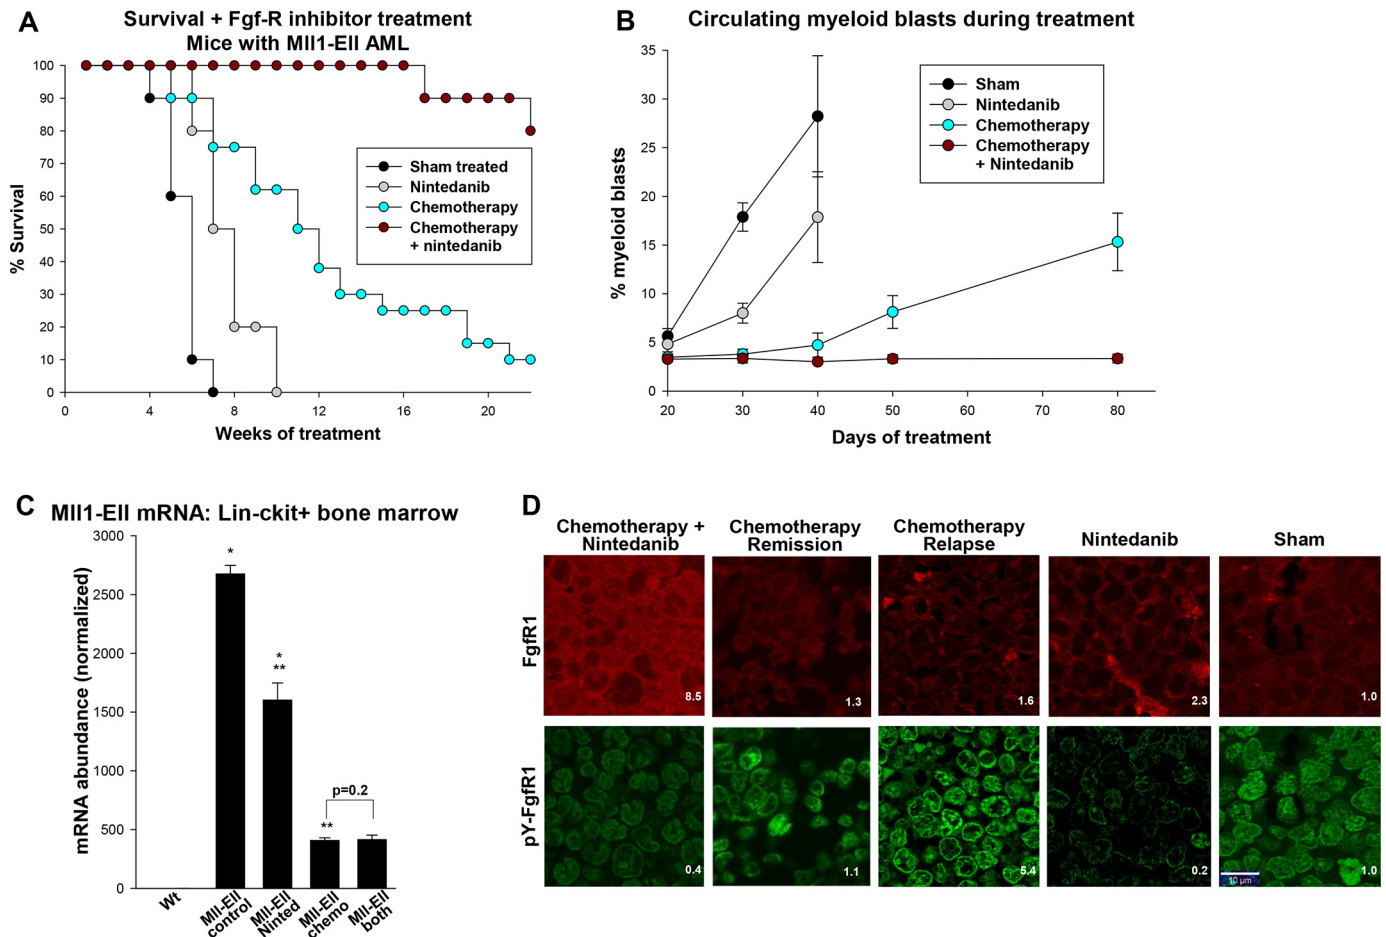 A
Survival + Fgf-R inhibitor treatment
Mice with Mll1-Ell AML
% Survival
100
90
80
70
60
50
40
30
20
10
0
0 4 8 12 16 20
Weeks of treatment
Sham treated
Nintedanib
Chemotherapy
Chemotherapy
+ nintedanib
B
Circulating myeloid blasts during treatment
% myeloid blasts
35
30
25
20
15
10
5
0
20 30 40 50 60 70 80
Days of treatment
Sham
Nintedanib
Chemotherapy
Chemotherapy
+ Nintedanib
C
Mll1-Ell mRNA: Lin-ckit+ bone marrow
mRNA abundance (normalized)
3000
2500
2000
1500
1000
500
0
*
*
**
**
p=0.2
Wt
Mll-Ell
control
Mll-Ell
Ninted
Mll-Ell
chemo
Mll-Ell
both
D
Chemotherapy +
Nintedanib
Chemotherapy
Remission
Chemotherapy
Relapse
Nintedanib
Sham
FgfR1
8.5 1.3 1.6 2.3 1.0
pY-FgfR1
0.4 1.1 5.4 0.2 1.0
10 µm